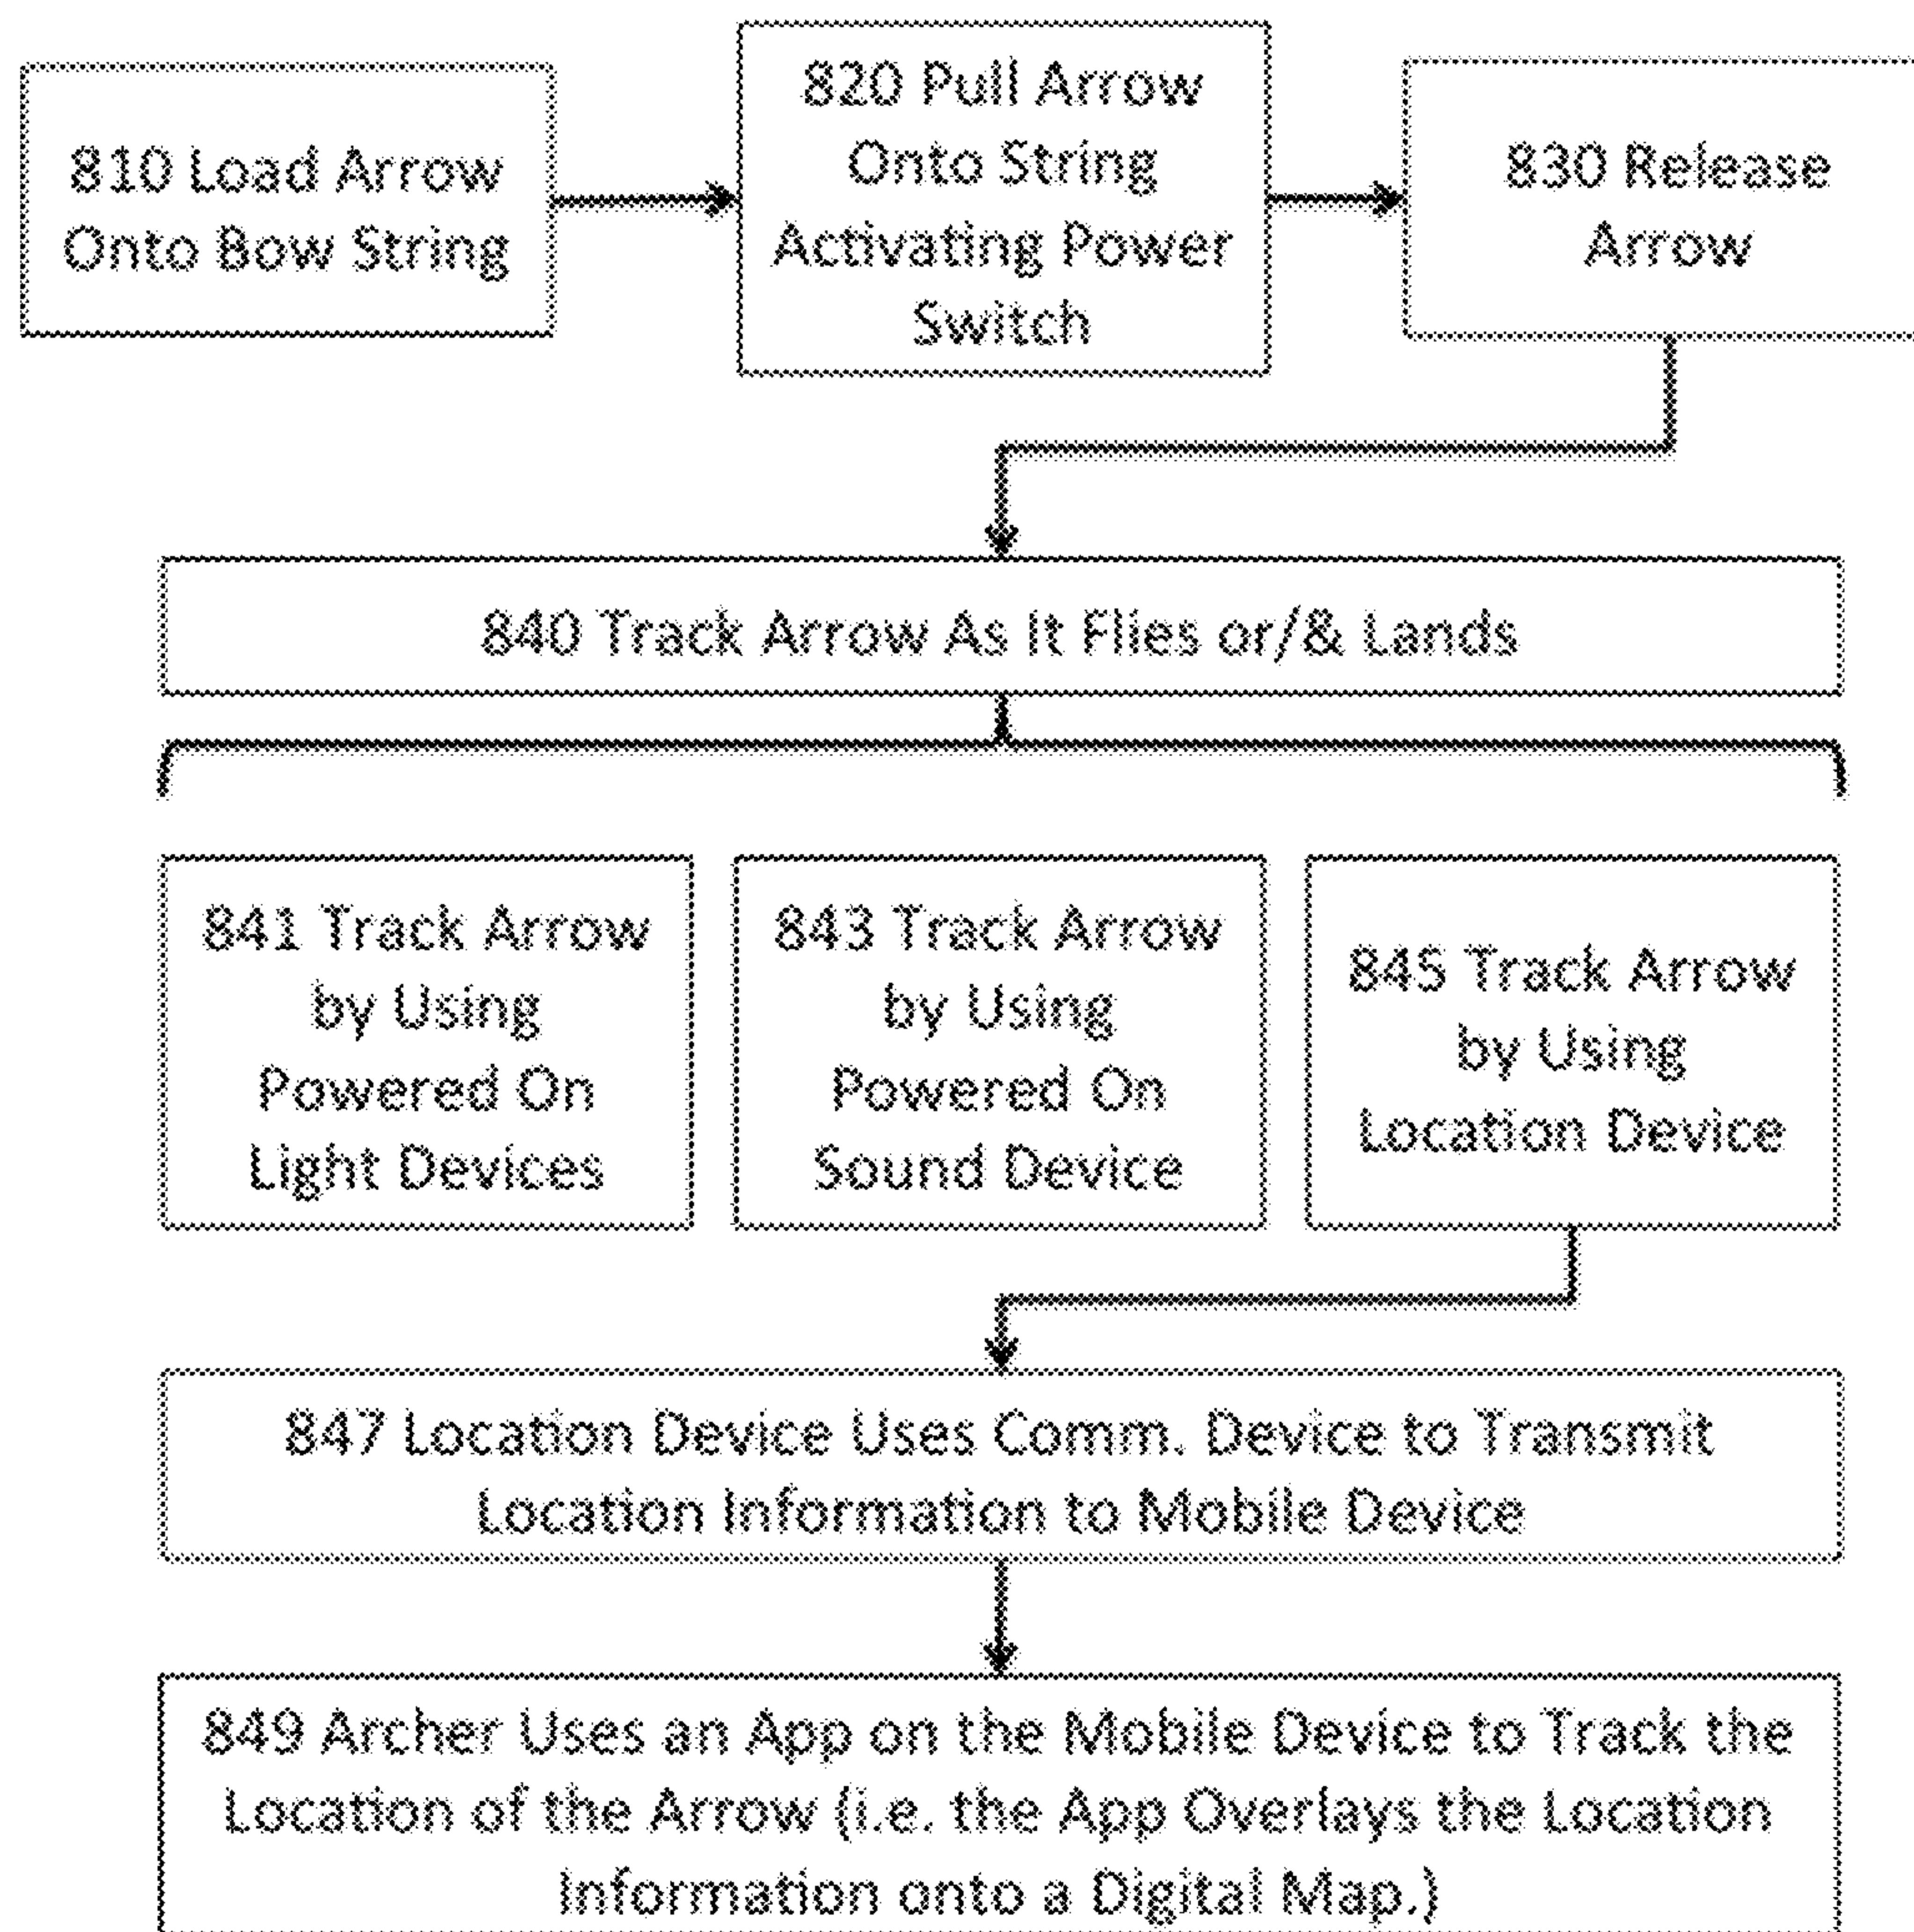 810 Load Arrow
Onto Bow String
820 Pull Arrow
Onto String
Activating Power
Switch
830 Release
Arrow
840 Track Arrow As It Flies or/& Lands
841 Track Arrow
by Using
Powered On
Light Devices
843 Track Arrow
by Using
Powered On
Sound Device
845 Track Arrow
by Using
Location Device
847 Location Device Uses Comm. Device to Transmit
Location Information to Mobile Device
849 Archer Uses an App on the Mobile Device to Track the
Location of the Arrow (i.e. the App Overlays the Location
Information onto a Digital Map.)